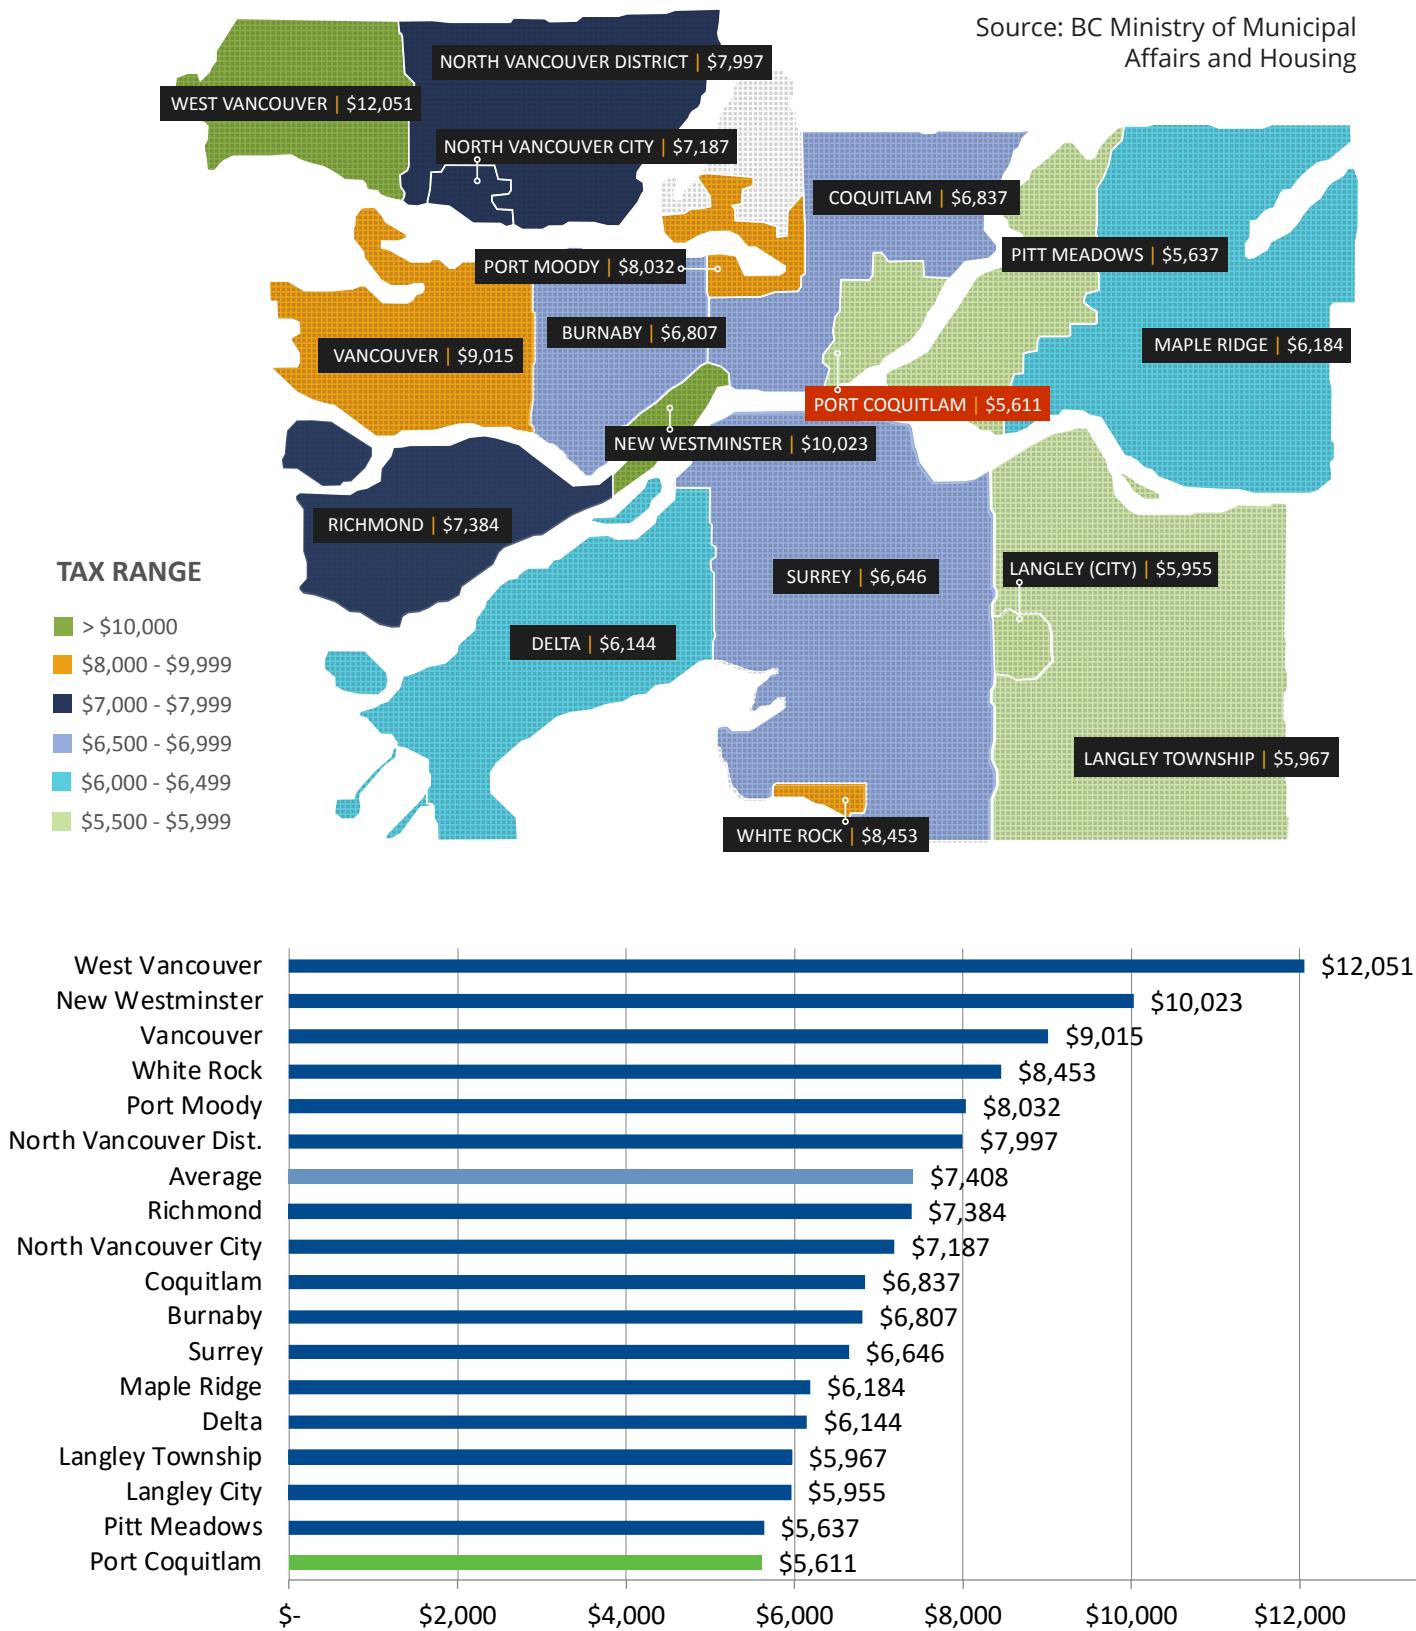 Source: BC Ministry of Municipal
Affairs and Housing
NORTH VANCOUVER DISTRICT | $7,997
WEST VANCOUVER | $12,051
NORTH VANCOUVER CITY | $7,187
COQUITLAM | $6,837
PITT MEADOWS | $5,637
PORT MOODY | $8,032
BURNABY | $6,807
MAPLE RIDGE | $6,184
VANCOUVER | $9,015
PORT COQUITLAM | $5,611
NEW WESTMINSTER | $10,023
RICHMOND | $7,384
LANGLEY (CITY) | $5,955
SURREY | $6,646
DELTA | $6,144
LANGLEY TOWNSHIP | $5,967
WHITE ROCK | $8,453
TAX RANGE
> $10,000
$8,000 - $9,999
$7,000 - $7,999
$6,500 - $6,999
$6,000 - $6,499
$5,500 - $5,999
West Vancouver $12,051
New Westminster $10,023
Vancouver $9,015
White Rock $8,453
Port Moody $8,032
North Vancouver Dist. $7,997
Average $7,408
Richmond $7,384
North Vancouver City $7,187
Coquitlam $6,837
Burnaby $6,807
Surrey $6,646
Maple Ridge $6,184
Delta $6,144
Langley Township $5,967
Langley City $5,955
Pitt Meadows $5,637
Port Coquitlam $5,611
$- $2,000 $4,000 $6,000 $8,000 $10,000 $12,000